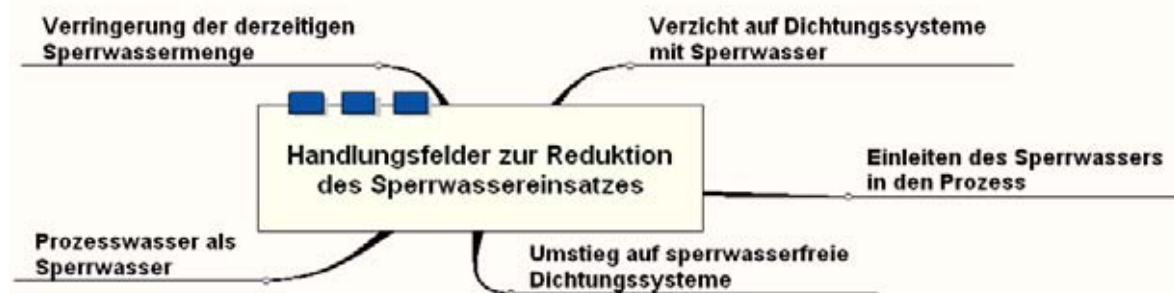 Verringerung der derzeitigen
Sperrwassermenge
Verzicht auf Dichtungssysteme
mit Sperrwasser
Handlungsfelder zur Reduktion
des Sperrwassereinsatzes
Einleiten des Sperrwassers
in den Prozess
Prozesswasser als
Sperrwasser
Umstieg auf sperrwasserfreie
Dichtungssysteme